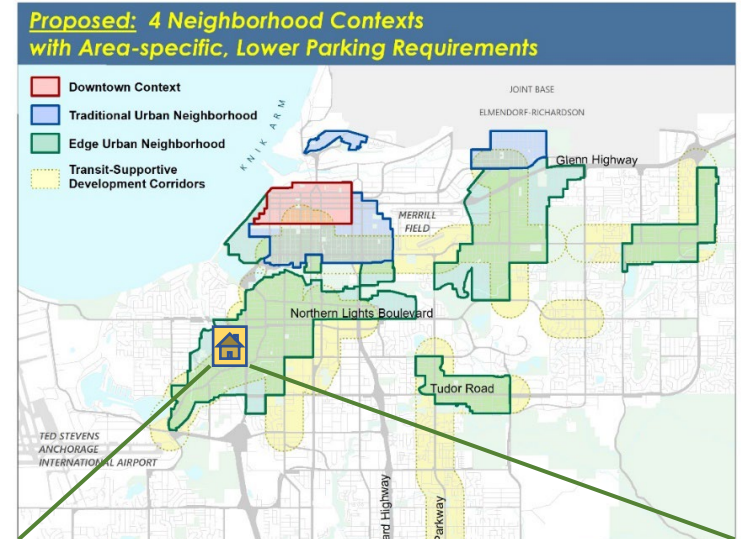 Proposed: 4 Neighborhood Contexts
with Area-specific, Lower Parking Requirements
Downtown Context
Traditional Urban Neighborhood
Edge Urban Neighborhood
Transit-Supportive
Development Corridors
KNIK ARM
JOINT BASE
ELMENDORF-RICHARDSON
Glenn Highway
MERRILL
FIELD
Northern Lights Boulevard
Tudor Road
TED STEVENS
ANCHORAGE
INTERNATIONAL AIRPORT
ard Highway
Parkway